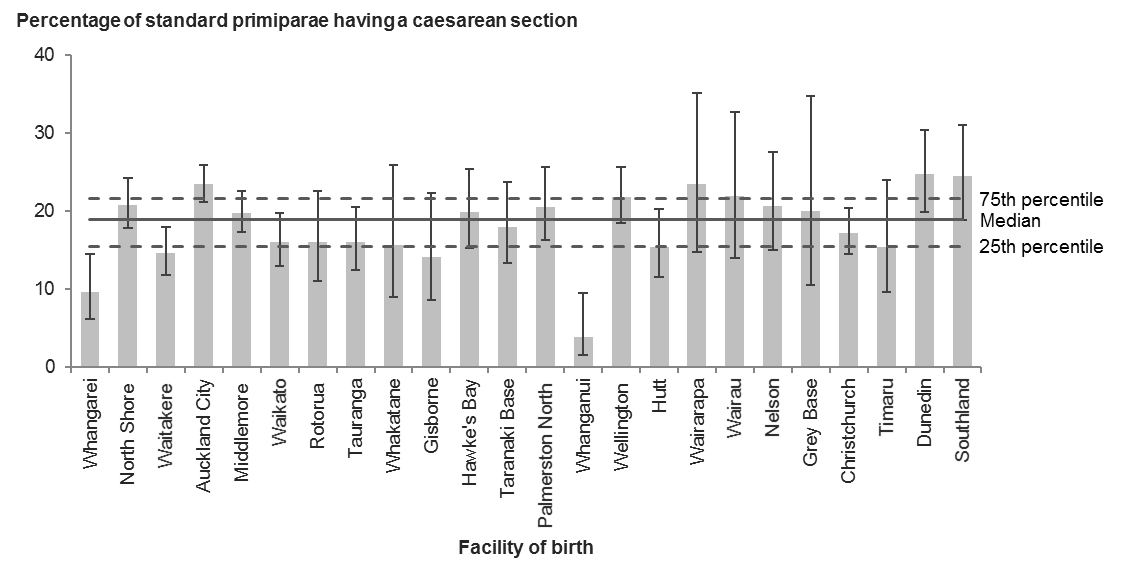 Percentage of standard primiparae having a caesarean section
40
30
20
10
0
75th percentile
Median
25th percentile
Whangarei
North Shore
Waitakere
Auckland City
Middlemore
Waikato
Rotorua
Tauranga
Whakatane
Gisborne
Hawke's Bay
Taranaki Base
Palmerston North
Whanganui
Wellington
Hutt
Wairarapa
Wairau
Nelson
Grey Base
Christchurch
Timaru
Dunedin
Southland
Facility of birth